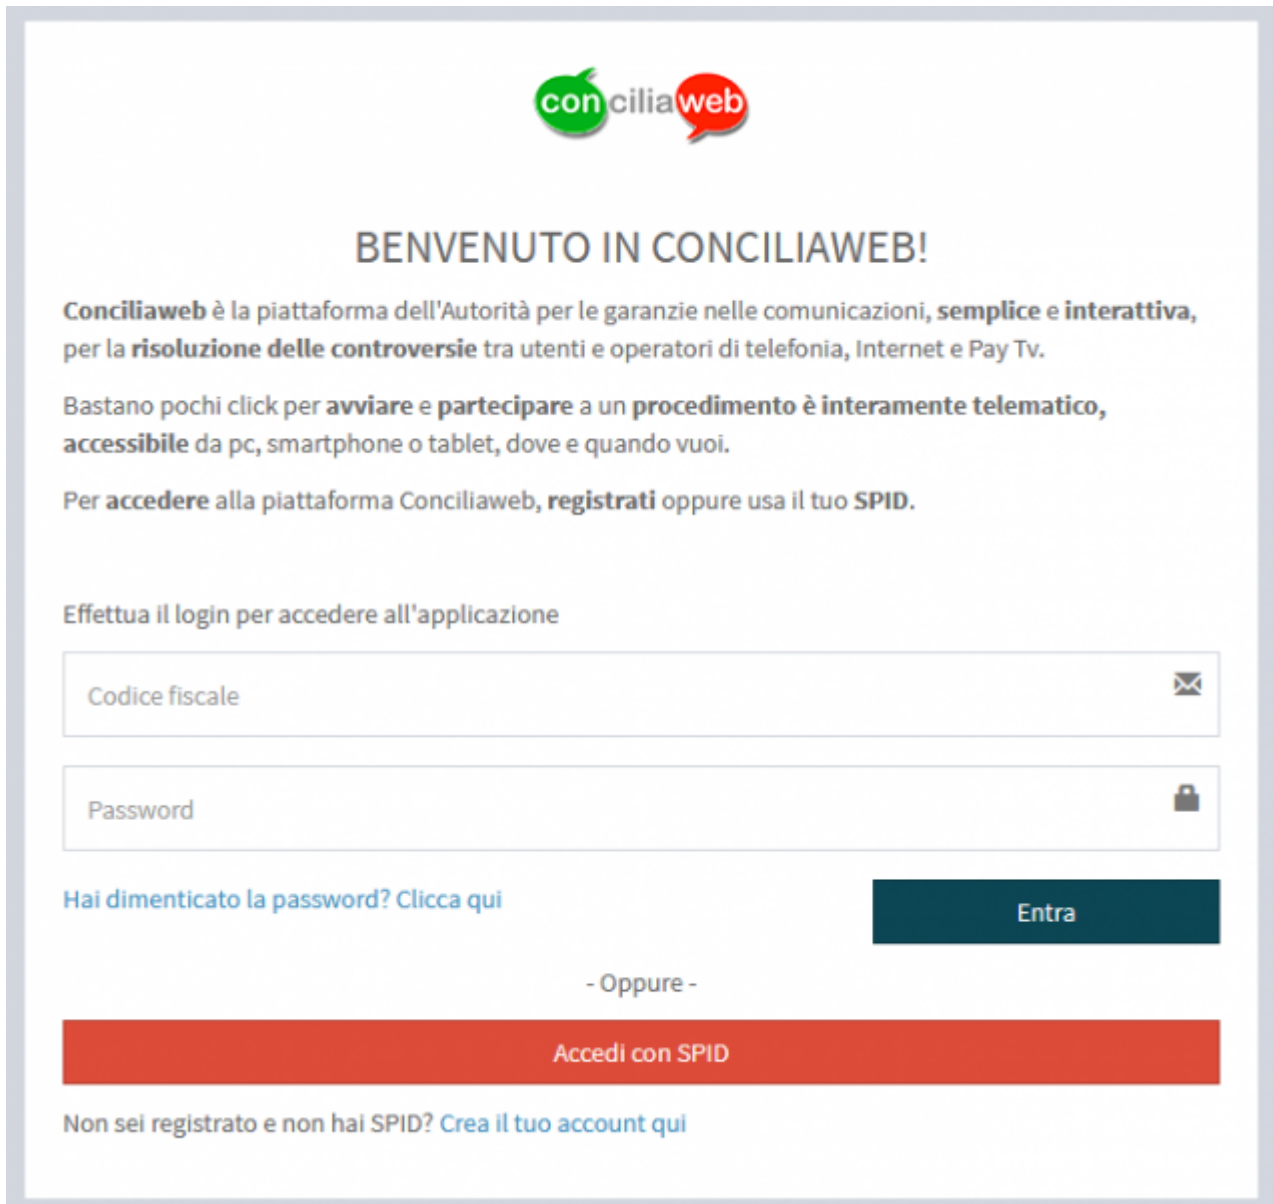 conciliaweb
BENVENUTO IN CONCILIAWEB!
Conciliaweb è la piattaforma dell'Autorità per le garanzie nelle comunicazioni, semplice e interattiva,
per la risoluzione delle controversie tra utenti e operatori di telefonia, Internet e Pay Tv.
Bastano pochi click per avviare e partecipare a un procedimento è interamente telematico,
accessibile da pc, smartphone o tablet, dove e quando vuoi.
Per accedere alla piattaforma Conciliaweb, registrati oppure usa il tuo SPID.
Effettua il login per accedere all'applicazione
Codice fiscale
Password
Hai dimenticato la password? Clicca qui
Entra
- Oppure -
Accedi con SPID
Non sei registrato e non hai SPID? Crea il tuo account qui